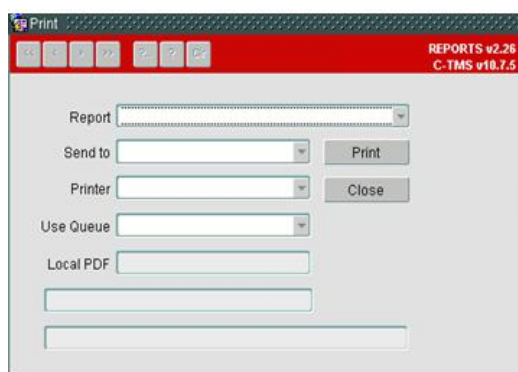 Print
<< < > >> ?...  ?
REPORTS v2.26
C-TMS v10.7.5
Report
Send to
Print
Printer
Close
Use Queue
Local PDF